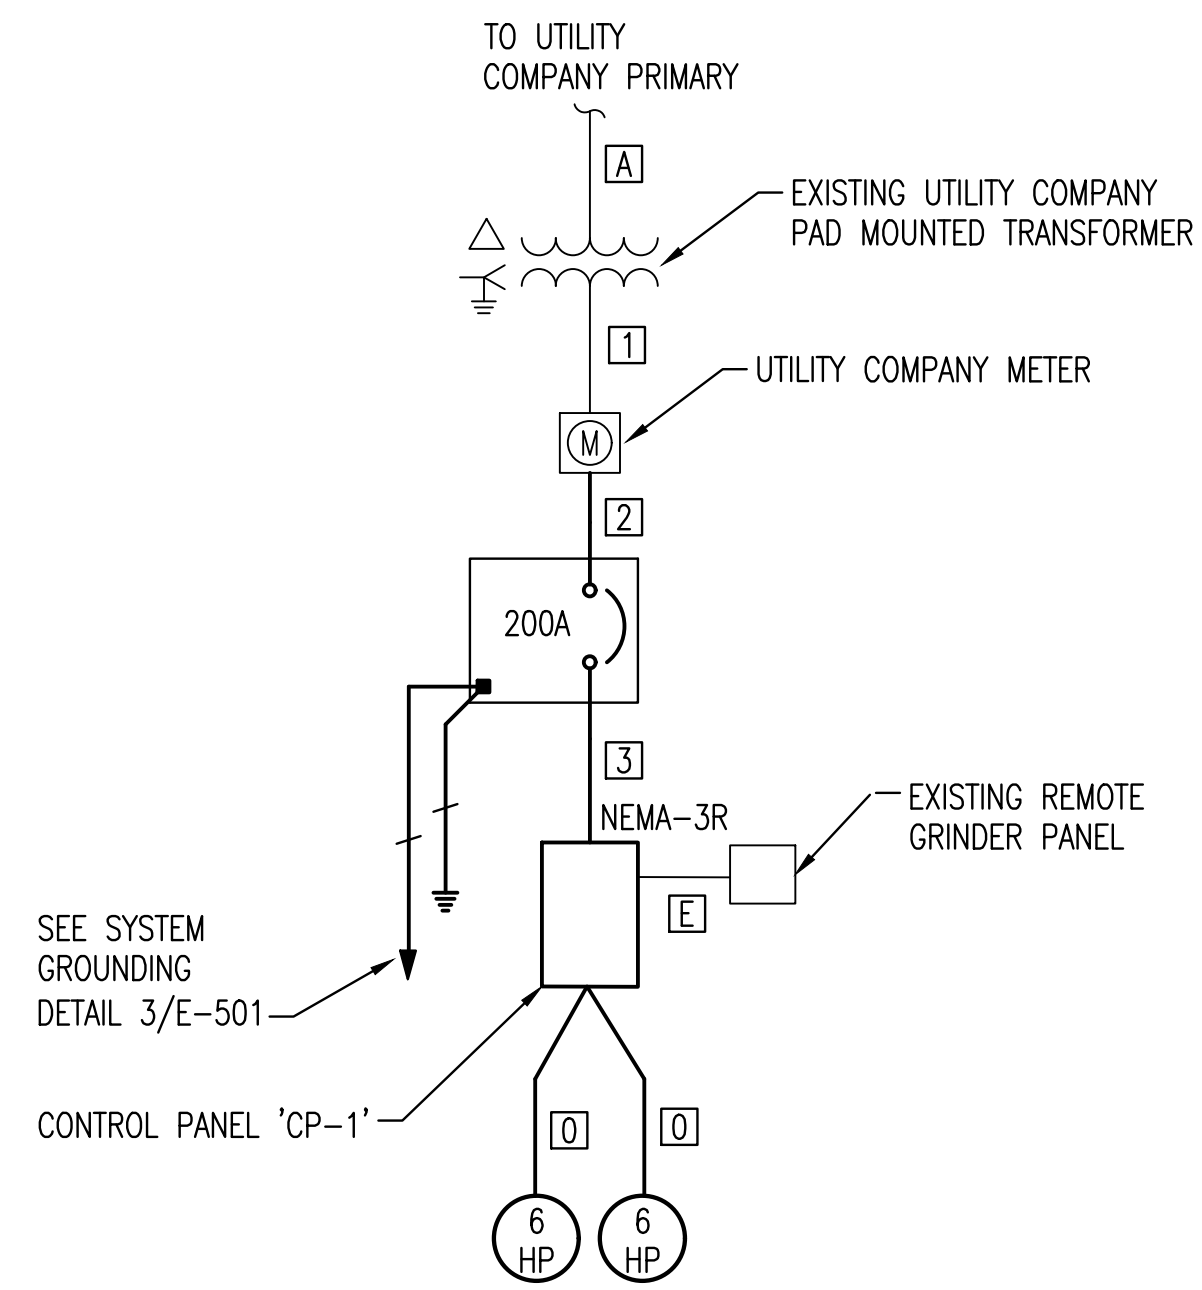 TO UTILITY
COMPANY PRIMARY
A
EXISTING UTILITY COMPANY
PAD MOUNTED TRANSFORMER
1
UTILITY COMPANY METER
M
2
200A
3
NEMA-3R
EXISTING REMOTE
GRINDER PANEL
E
SEE SYSTEM
GROUNDING
DETAIL 3/E-501
CONTROL PANEL 'CP-1'
0
0
6
HP
6
HP